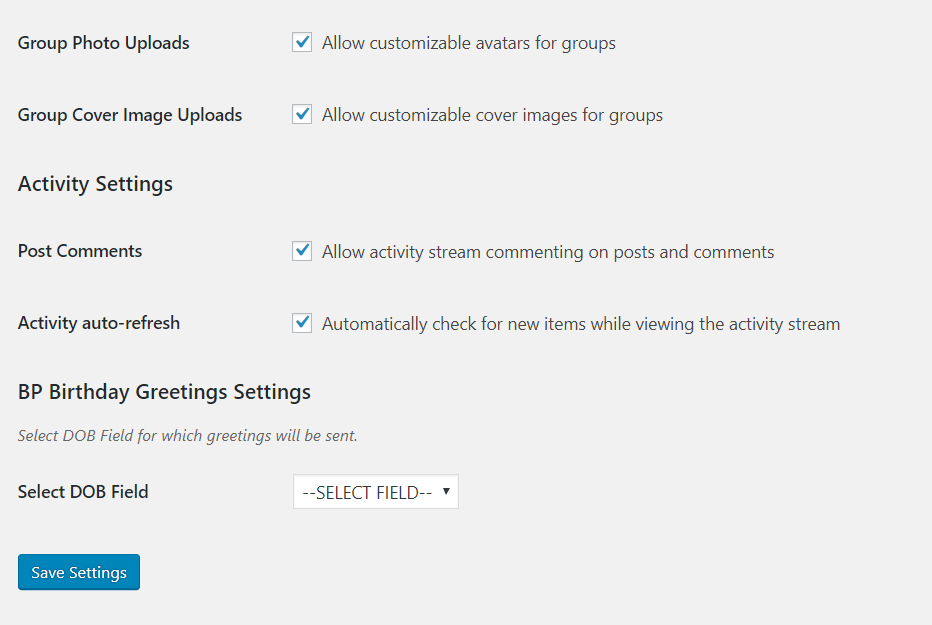 Group Photo Uploads Allow customizable avatars for groups
Group Cover Image Uploads Allow customizable cover images for groups
Activity Settings
Post Comments Allow activity stream commenting on posts and comments
Activity auto-refresh Automatically check for new items while viewing the activity stream
BP Birthday Greetings Settings
Select DOB Field for which greetings will be sent.
Select DOB Field --SELECT FIELD--
Save Settings